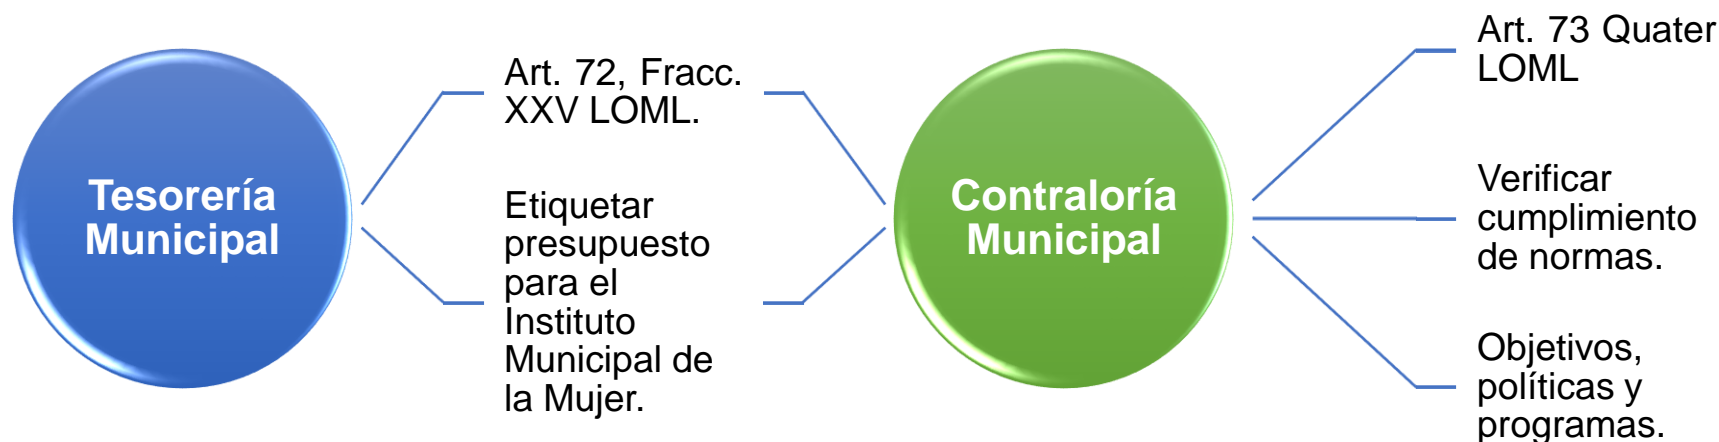 Tesorería
Municipal
Art. 72, Fracc.
XXV LOML.
Etiquetar
presupuesto
para el
Instituto
Municipal de
la Mujer.
Contraloría
Municipal
Art. 73 Quater
LOML
Verificar
cumplimiento
de normas.
Objetivos,
políticas y
programas.